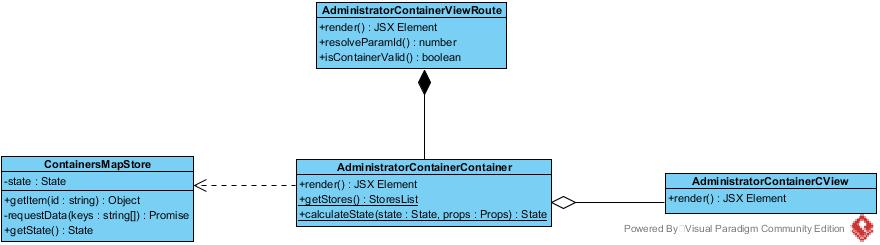 AdministratorContainerViewRoute
+render() : JSX Element
+resolveParamId() : number
+isContainerValid() : boolean
ContainersMapStore
-state : State
+getItem(id : string) : Object
-requestData(keys : string[]) : Promise
+getState() : State
AdministratorContainerContainer
+render() : JSX Element
+getStores() : StoresList
+calculateState(state : State, props : Props) : State
AdministratorContainerCView
+render() : JSX Element
Powered By Visual Paradigm Community Edition